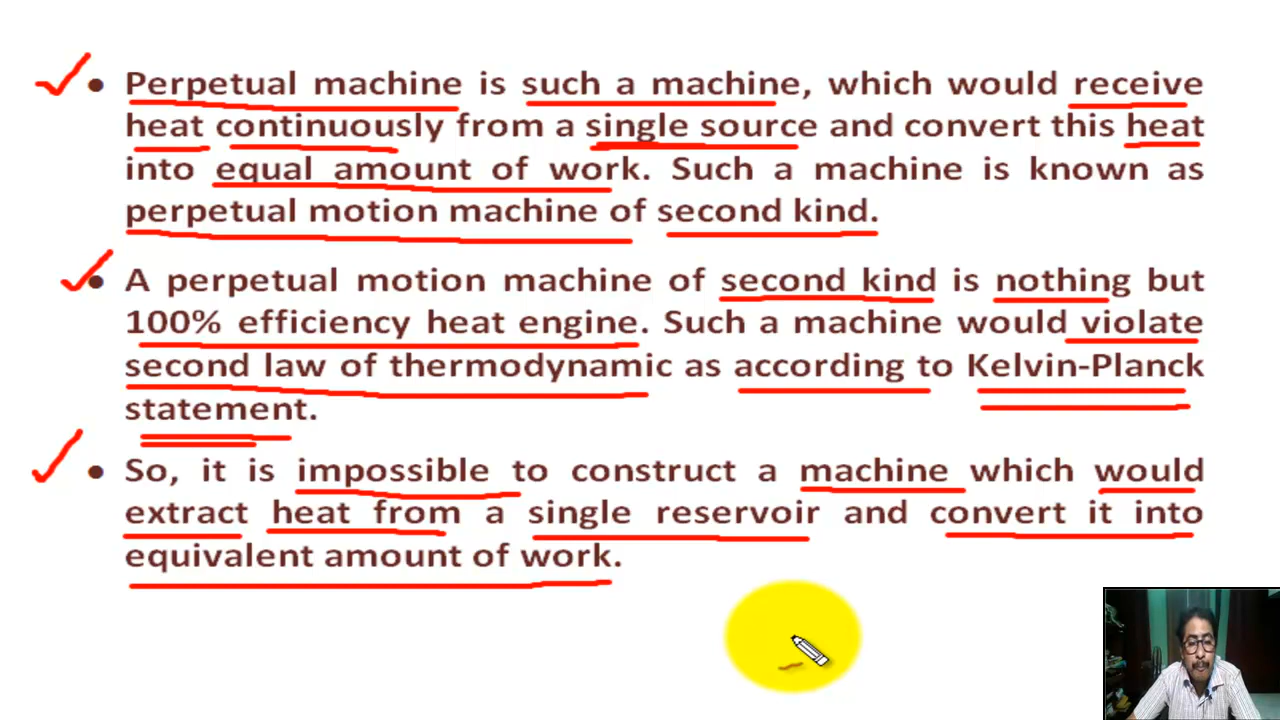 • Perpetual machine is such a machine, which would receive
heat continuously from a single source and convert this heat
into equal amount of work. Such a machine is known as
perpetual motion machine of second kind.
• A perpetual motion machine of second kind is nothing but
100% efficiency heat engine. Such a machine would violate
second law of thermodynamic as according to Kelvin-Planck
statement.
• So, it is impossible to construct a machine which would
extract heat from a single reservoir and convert it into
equivalent amount of work.